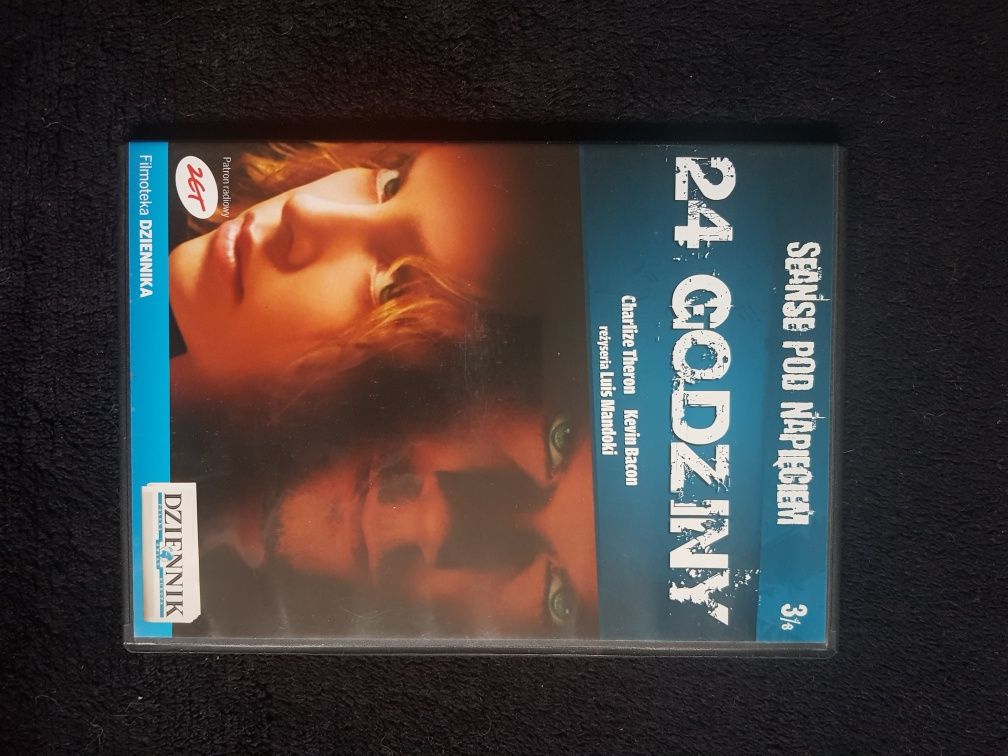 SEANSE POD NAPIĘCIEM
3/8
24 GODZINY
Charlize Theron Kevin Bacon
reżyseria Luis Mandoki
Patron radiowy
ZET
Filmoteka DZIENNIKA
DZIENNIK